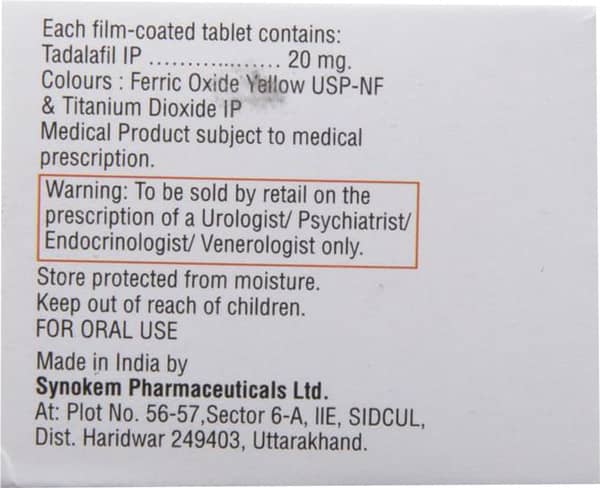 Each film-coated tablet contains:
Tadalafil IP ...................... 20 mg.
Colours : Ferric Oxide Yellow USP-NF
& Titanium Dioxide IP
Medical Product subject to medical
prescription.
Warning: To be sold by retail on the
prescription of a Urologist/ Psychiatrist/
Endocrinologist/ Venerologist only.
Store protected from moisture.
Keep out of reach of children.
FOR ORAL USE
Made in India by
Synokem Pharmaceuticals Ltd.
At: Plot No. 56-57,Sector 6-A, IIE, SIDCUL,
Dist. Haridwar 249403, Uttarakhand.